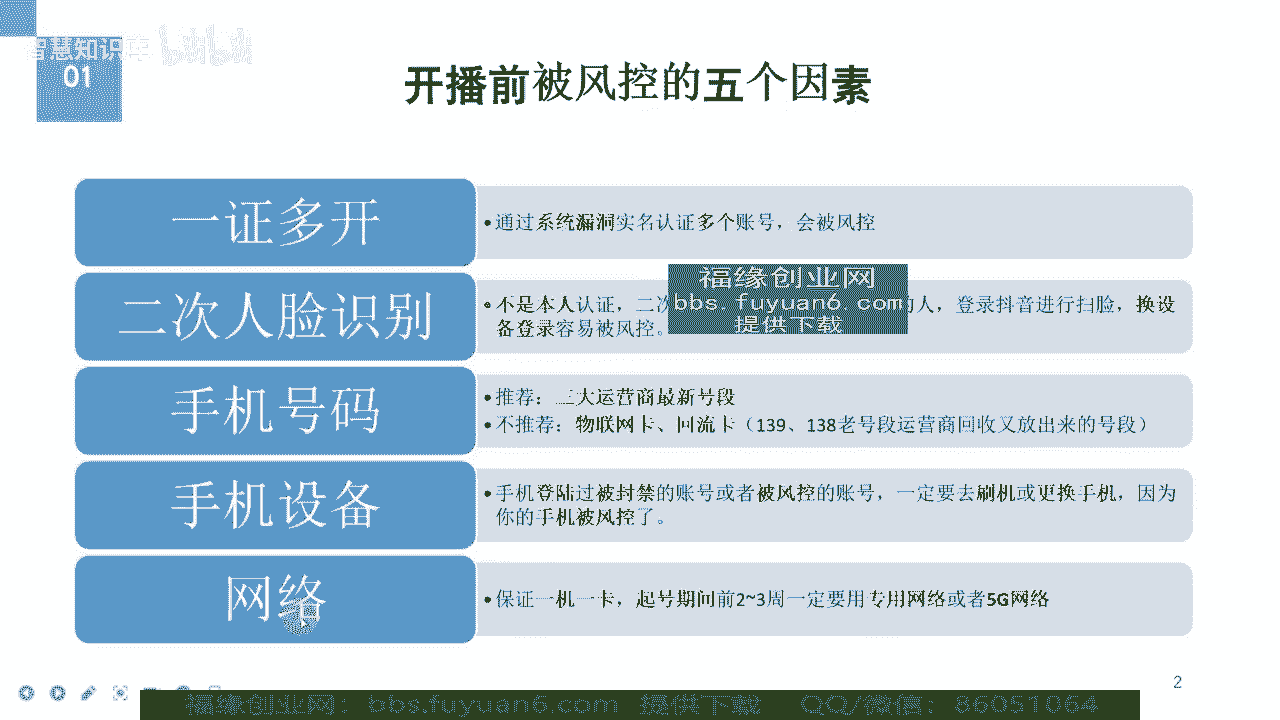 智慧知识库 bilibili
01
开播前被风控的五个因素
一证多开
•通过系统漏洞实名认证多个账号，会被风控
二次人脸识别
•不是本人认证，二次
人，登录抖音进行扫脸，换设
备登录容易被风控。
福缘创业网
bbs.fuyuan6.com
提供下载
手机号码
•推荐：三大运营商最新号段
•不推荐：物联网卡、回流卡（139、138老号段运营商回收又放出来的号段）
手机设备
•手机登陆过被封禁的账号或者被风控的账号，一定要去刷机或更换手机，因为
你的手机被风控了。
网络
•保证一机一卡，起号期间前2~3周一定要用专用网络或者5G网络
2
福缘创业网：bbs.fuyuan6.com 提供下载 QQ/微信：86051064